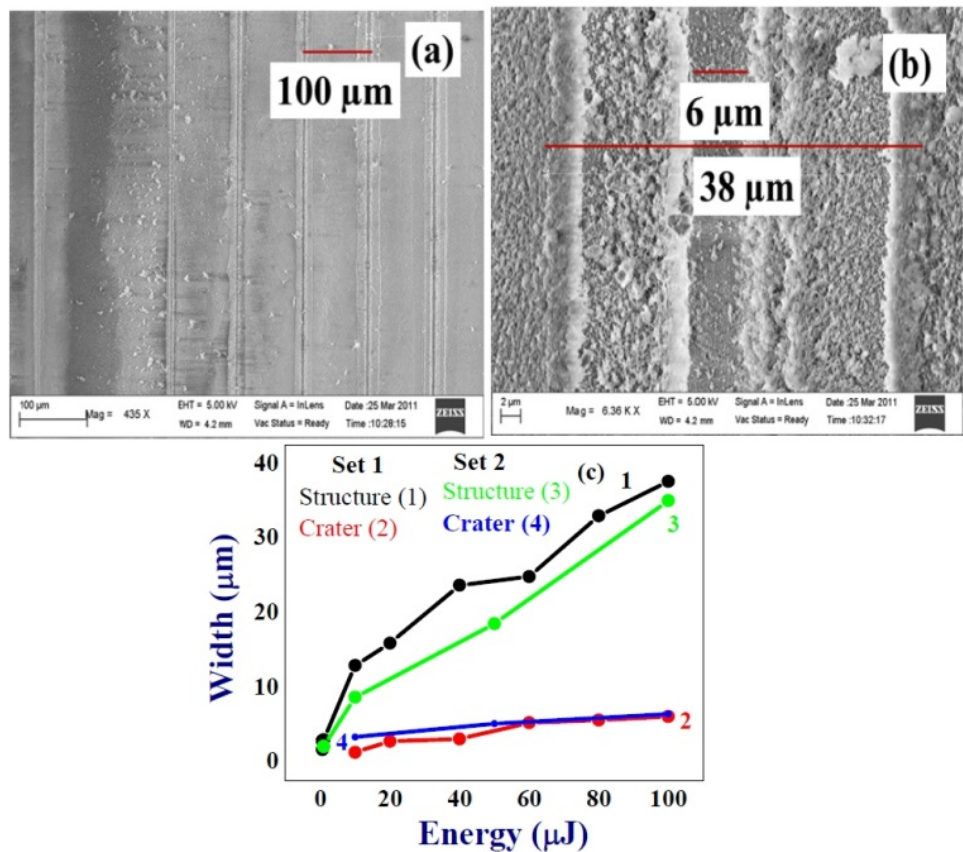 (a)
100 µm
100 µm
Mag = 435 X
EHT = 5.00 kV
WD = 4.2 mm
Signal A = InLens
Vac Status = Ready
Date :25 Mar 2011
Time :10:28:15
ZEISS
(b)
6 µm
38 µm
2 µm
Mag = 6.36 K X
EHT = 5.00 kV
WD = 4.2 mm
Signal A = InLens
Vac Status = Ready
Date :25 Mar 2011
Time :10:32:17
ZEISS
(c)
Set 1 Set 2
Structure (1) Structure (3)
Crater (2) Crater (4)
1
3
4
2
40
30
20
10
0
Width (µm)
0 20 40 60 80 100
Energy (µJ)